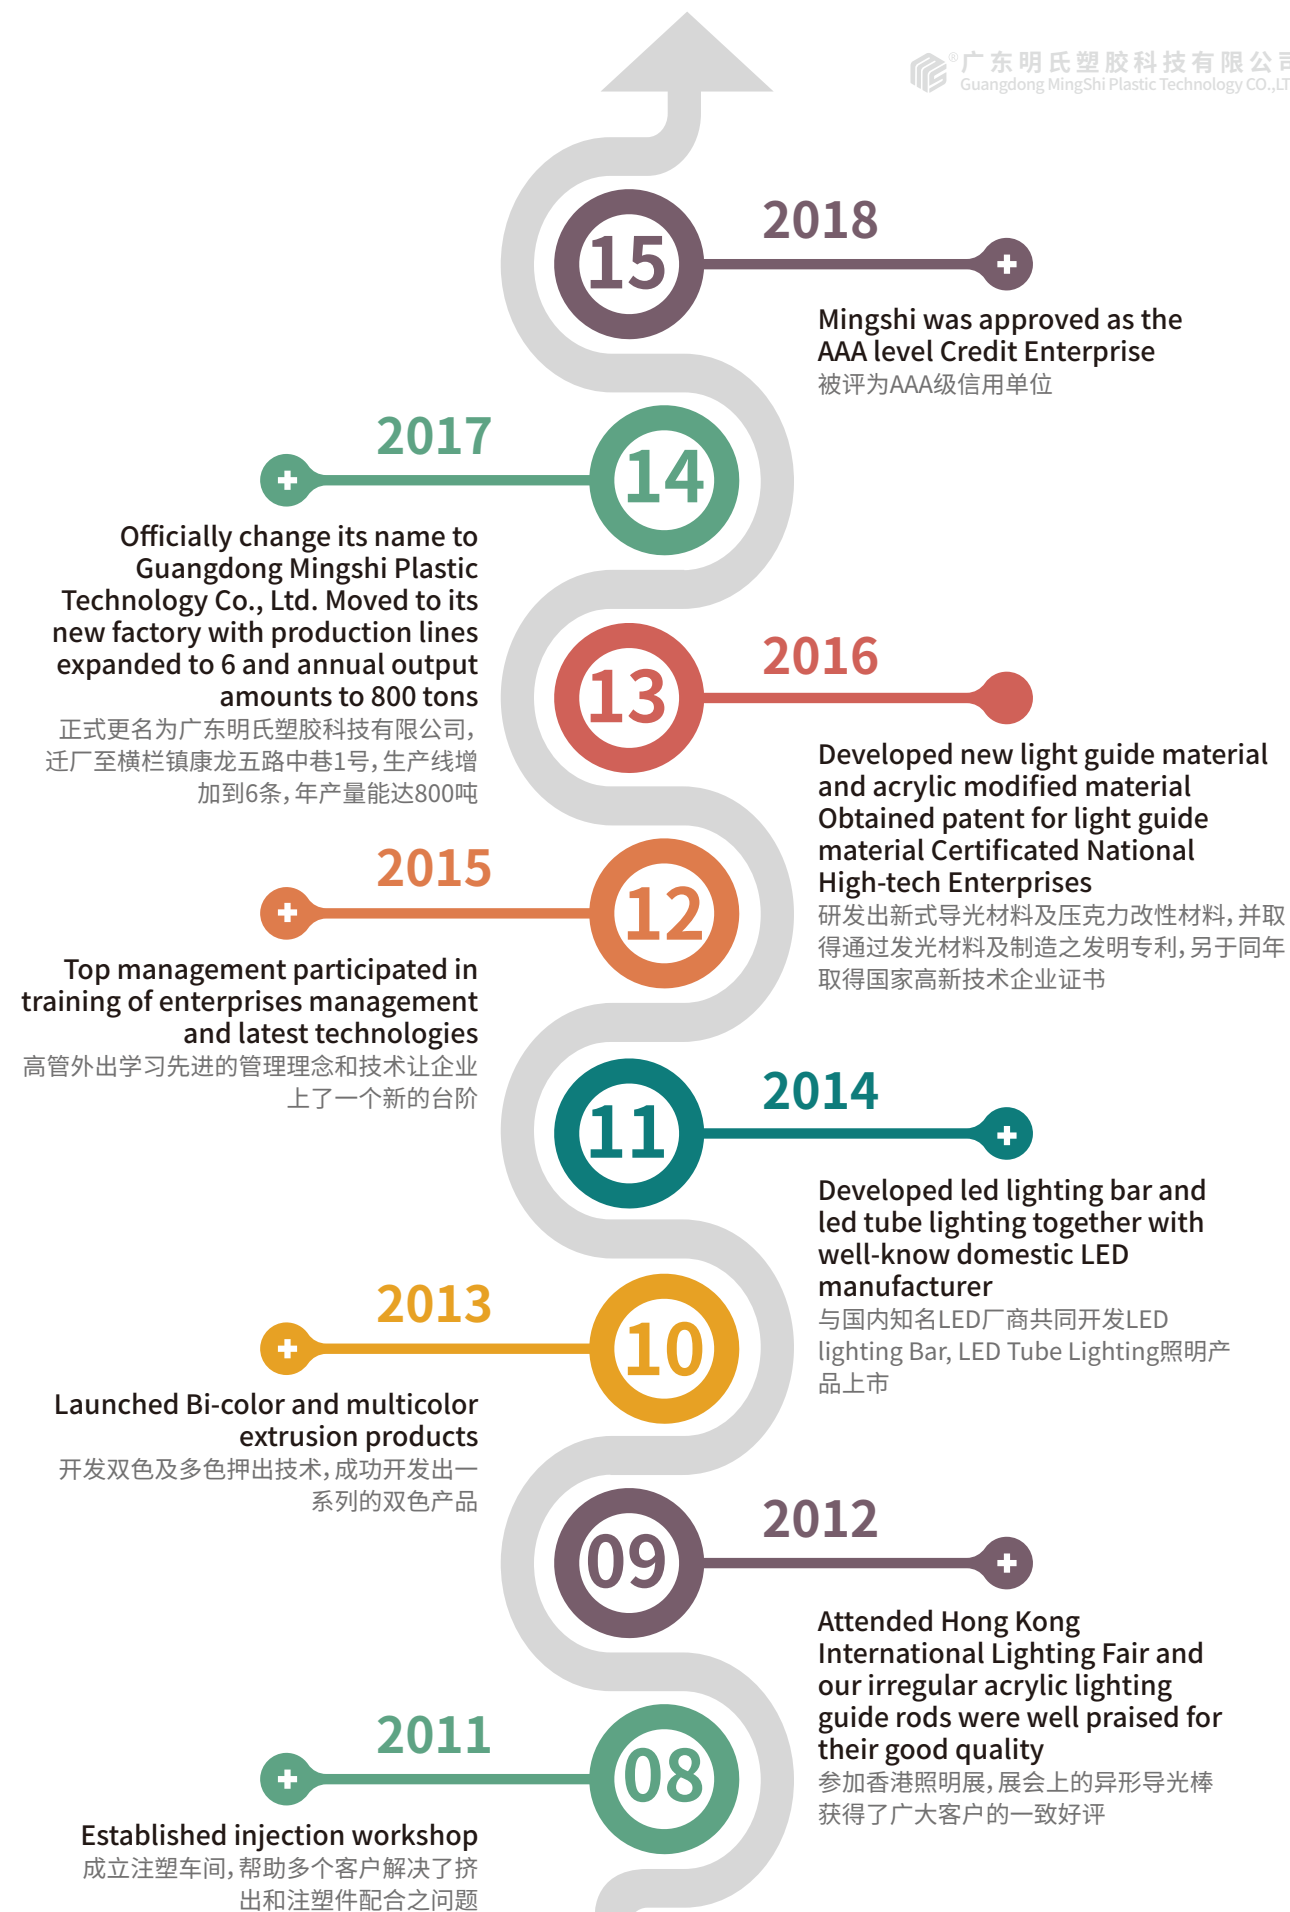 广东明氏塑胶科技有限公司
Guangdong MingShi Plastic Technology CO.,LT
15
2018
Mingshi was approved as the
AAA level Credit Enterprise
被评为AAA级信用单位
2017
14
Officially change its name to
Guangdong Mingshi Plastic
Technology Co., Ltd. Moved to its
new factory with production lines
expanded to 6 and annual output
amounts to 800 tons
正式更名为广东明氏塑胶科技有限公司，
迁厂至横栏镇康龙五路中巷1号，生产线增
加到6条，年产量能达800吨
13
2016
Developed new light guide material
and acrylic modified material
Obtained patent for light guide
material Certificated National
High-tech Enterprises
研发出新式导光材料及压克力改性材料，并取
得通过发光材料及制造之发明专利，另于同年
取得国家高新技术企业证书
2015
12
Top management participated in
training of enterprises management
and latest technologies
高管外出学习先进的管理理念和技术让企业
上了一个新的台阶
11
2014
Developed led lighting bar and
led tube lighting together with
well-know domestic LED
manufacturer
与国内知名LED厂商共同开发LED
lighting Bar, LED Tube Lighting照明产
品上市
2013
10
Launched Bi-color and multicolor
extrusion products
开发双色及多色押出技术，成功开发出一
系列的双色产品
09
2012
Attended Hong Kong
International Lighting Fair and
our irregular acrylic lighting
guide rods were well praised for
their good quality
参加香港照明展，展会上的异形导光棒
获得了广大客户的一致好评
2011
08
Established injection workshop
成立注塑车间，帮助多个客户解决了挤
出和注塑件配合之问题